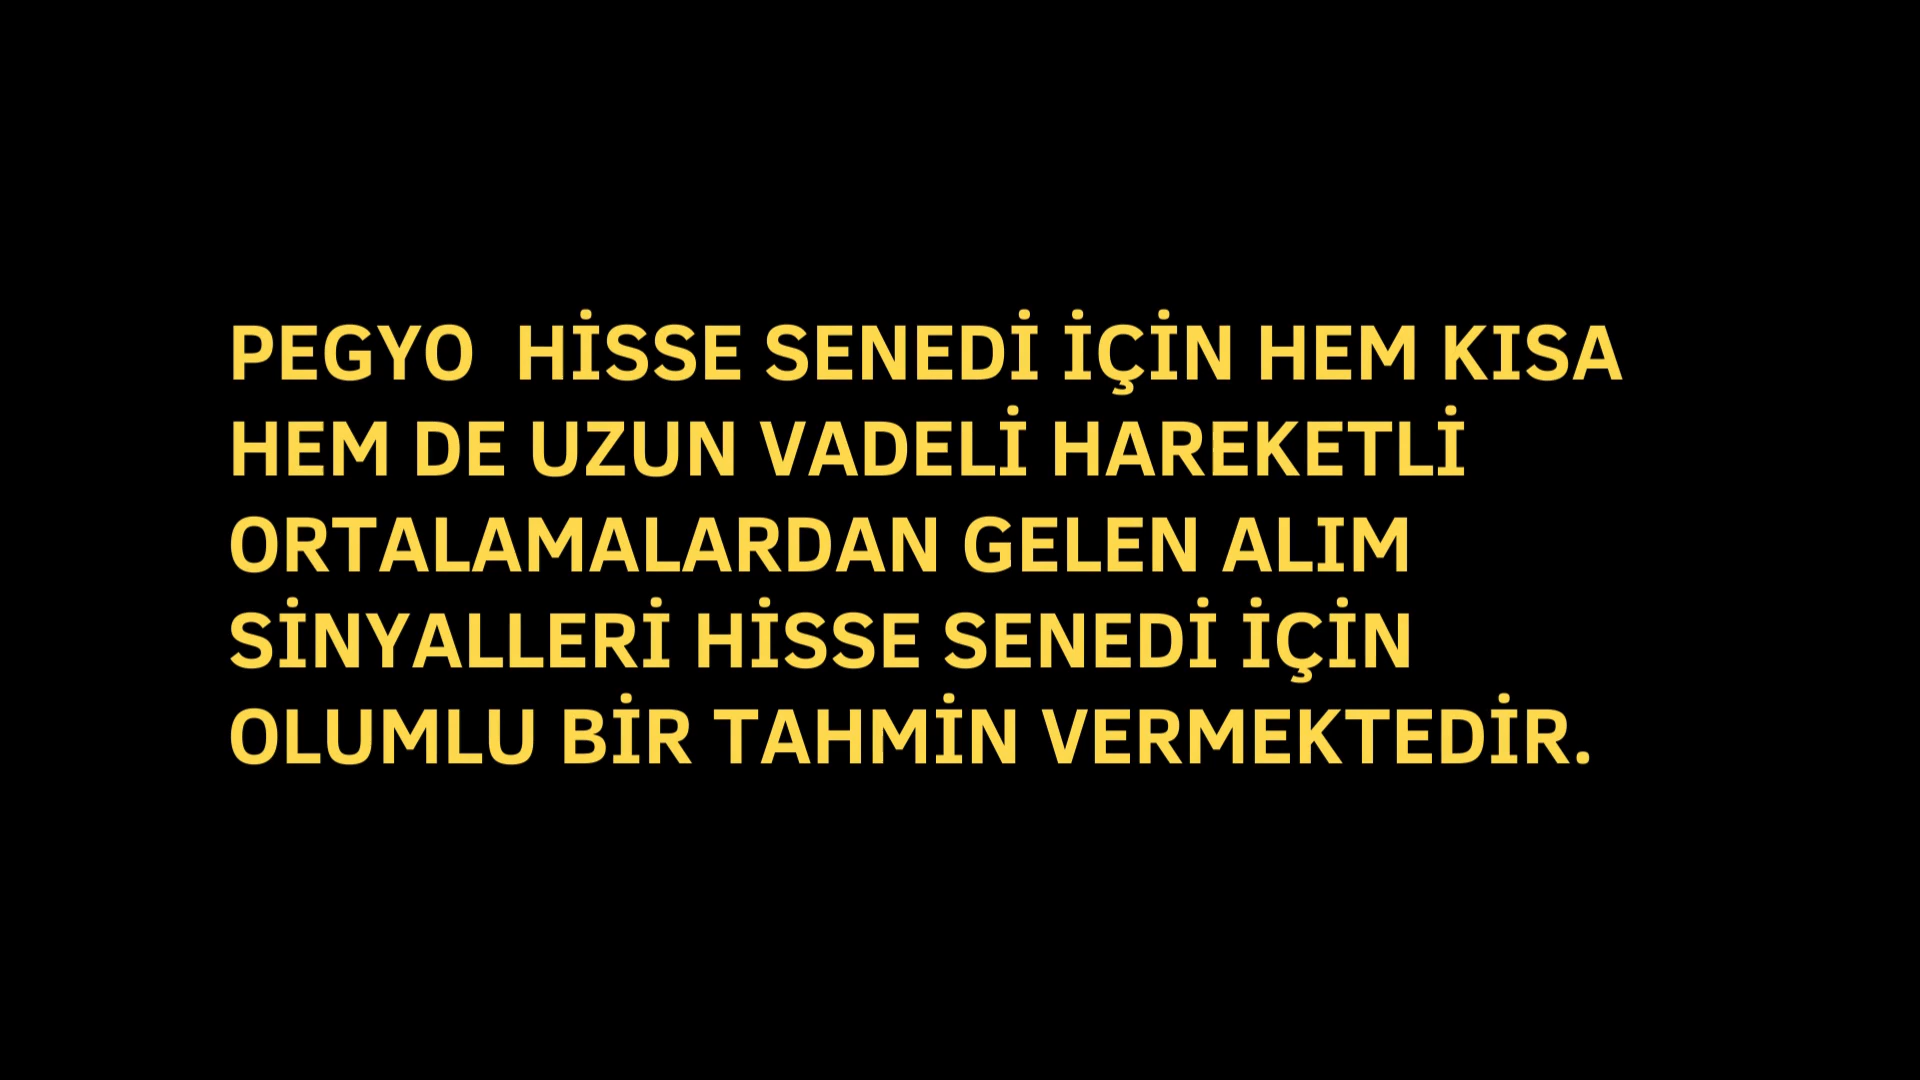 PEGYO  HİSSE SENEDİ İÇİN HEM KISA
HEM DE UZUN VADELİ HAREKETLİ
ORTALAMALARDAN GELEN ALIM
SİNYALLERİ HİSSE SENEDİ İÇİN
OLUMLU BİR TAHMİN VERMEKTEDİR.